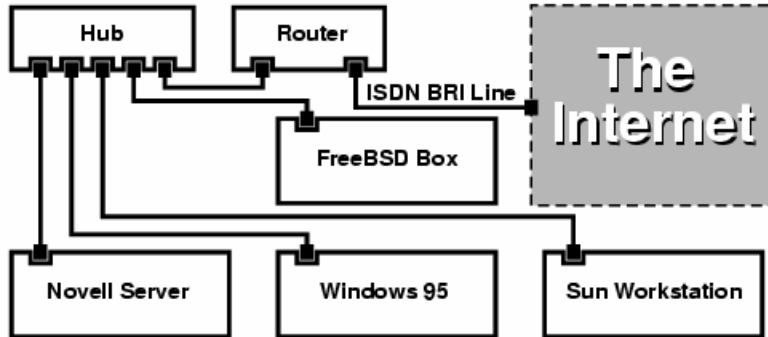 Hub
Router
The
Internet
ISDN BRI Line
FreeBSD Box
Novell Server
Windows 95
Sun Workstation